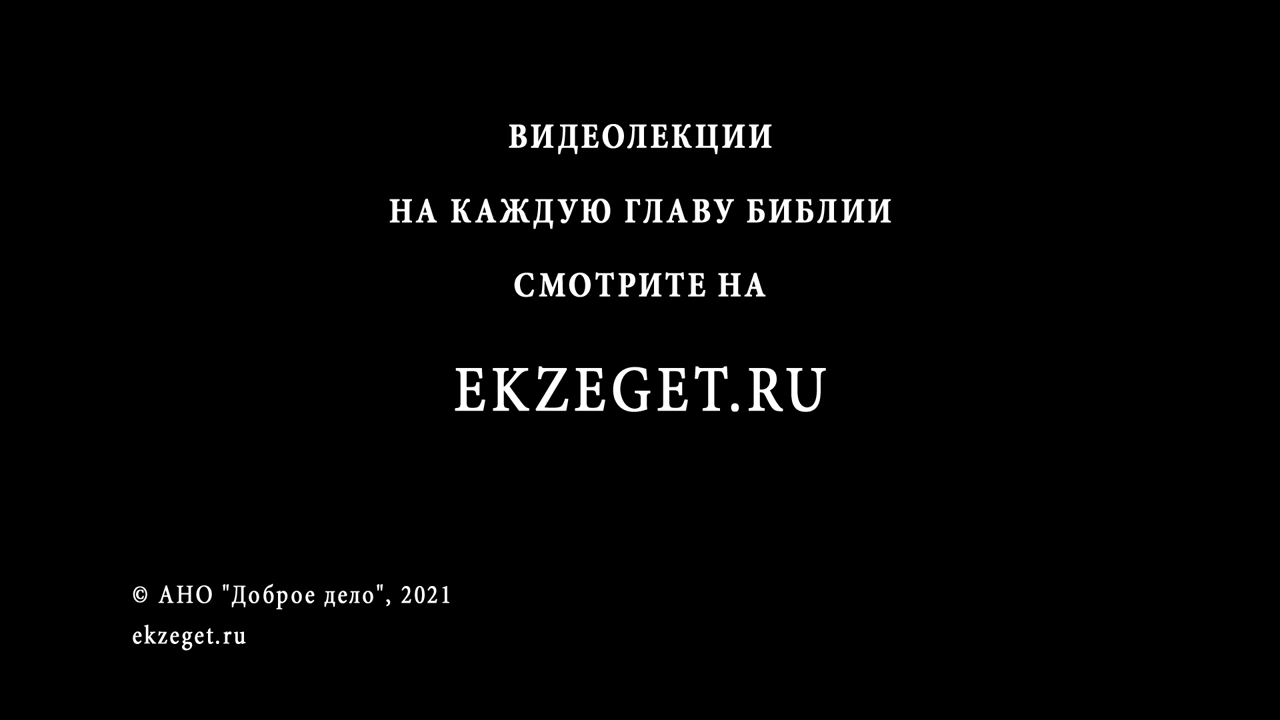 ВИДЕОЛЕКЦИИ
НА КАЖДУЮ ГЛАВУ БИБЛИИ
СМОТРИТЕ НА
EKZEGET.RU
© АНО "Доброе дело", 2021
ekzeget.ru